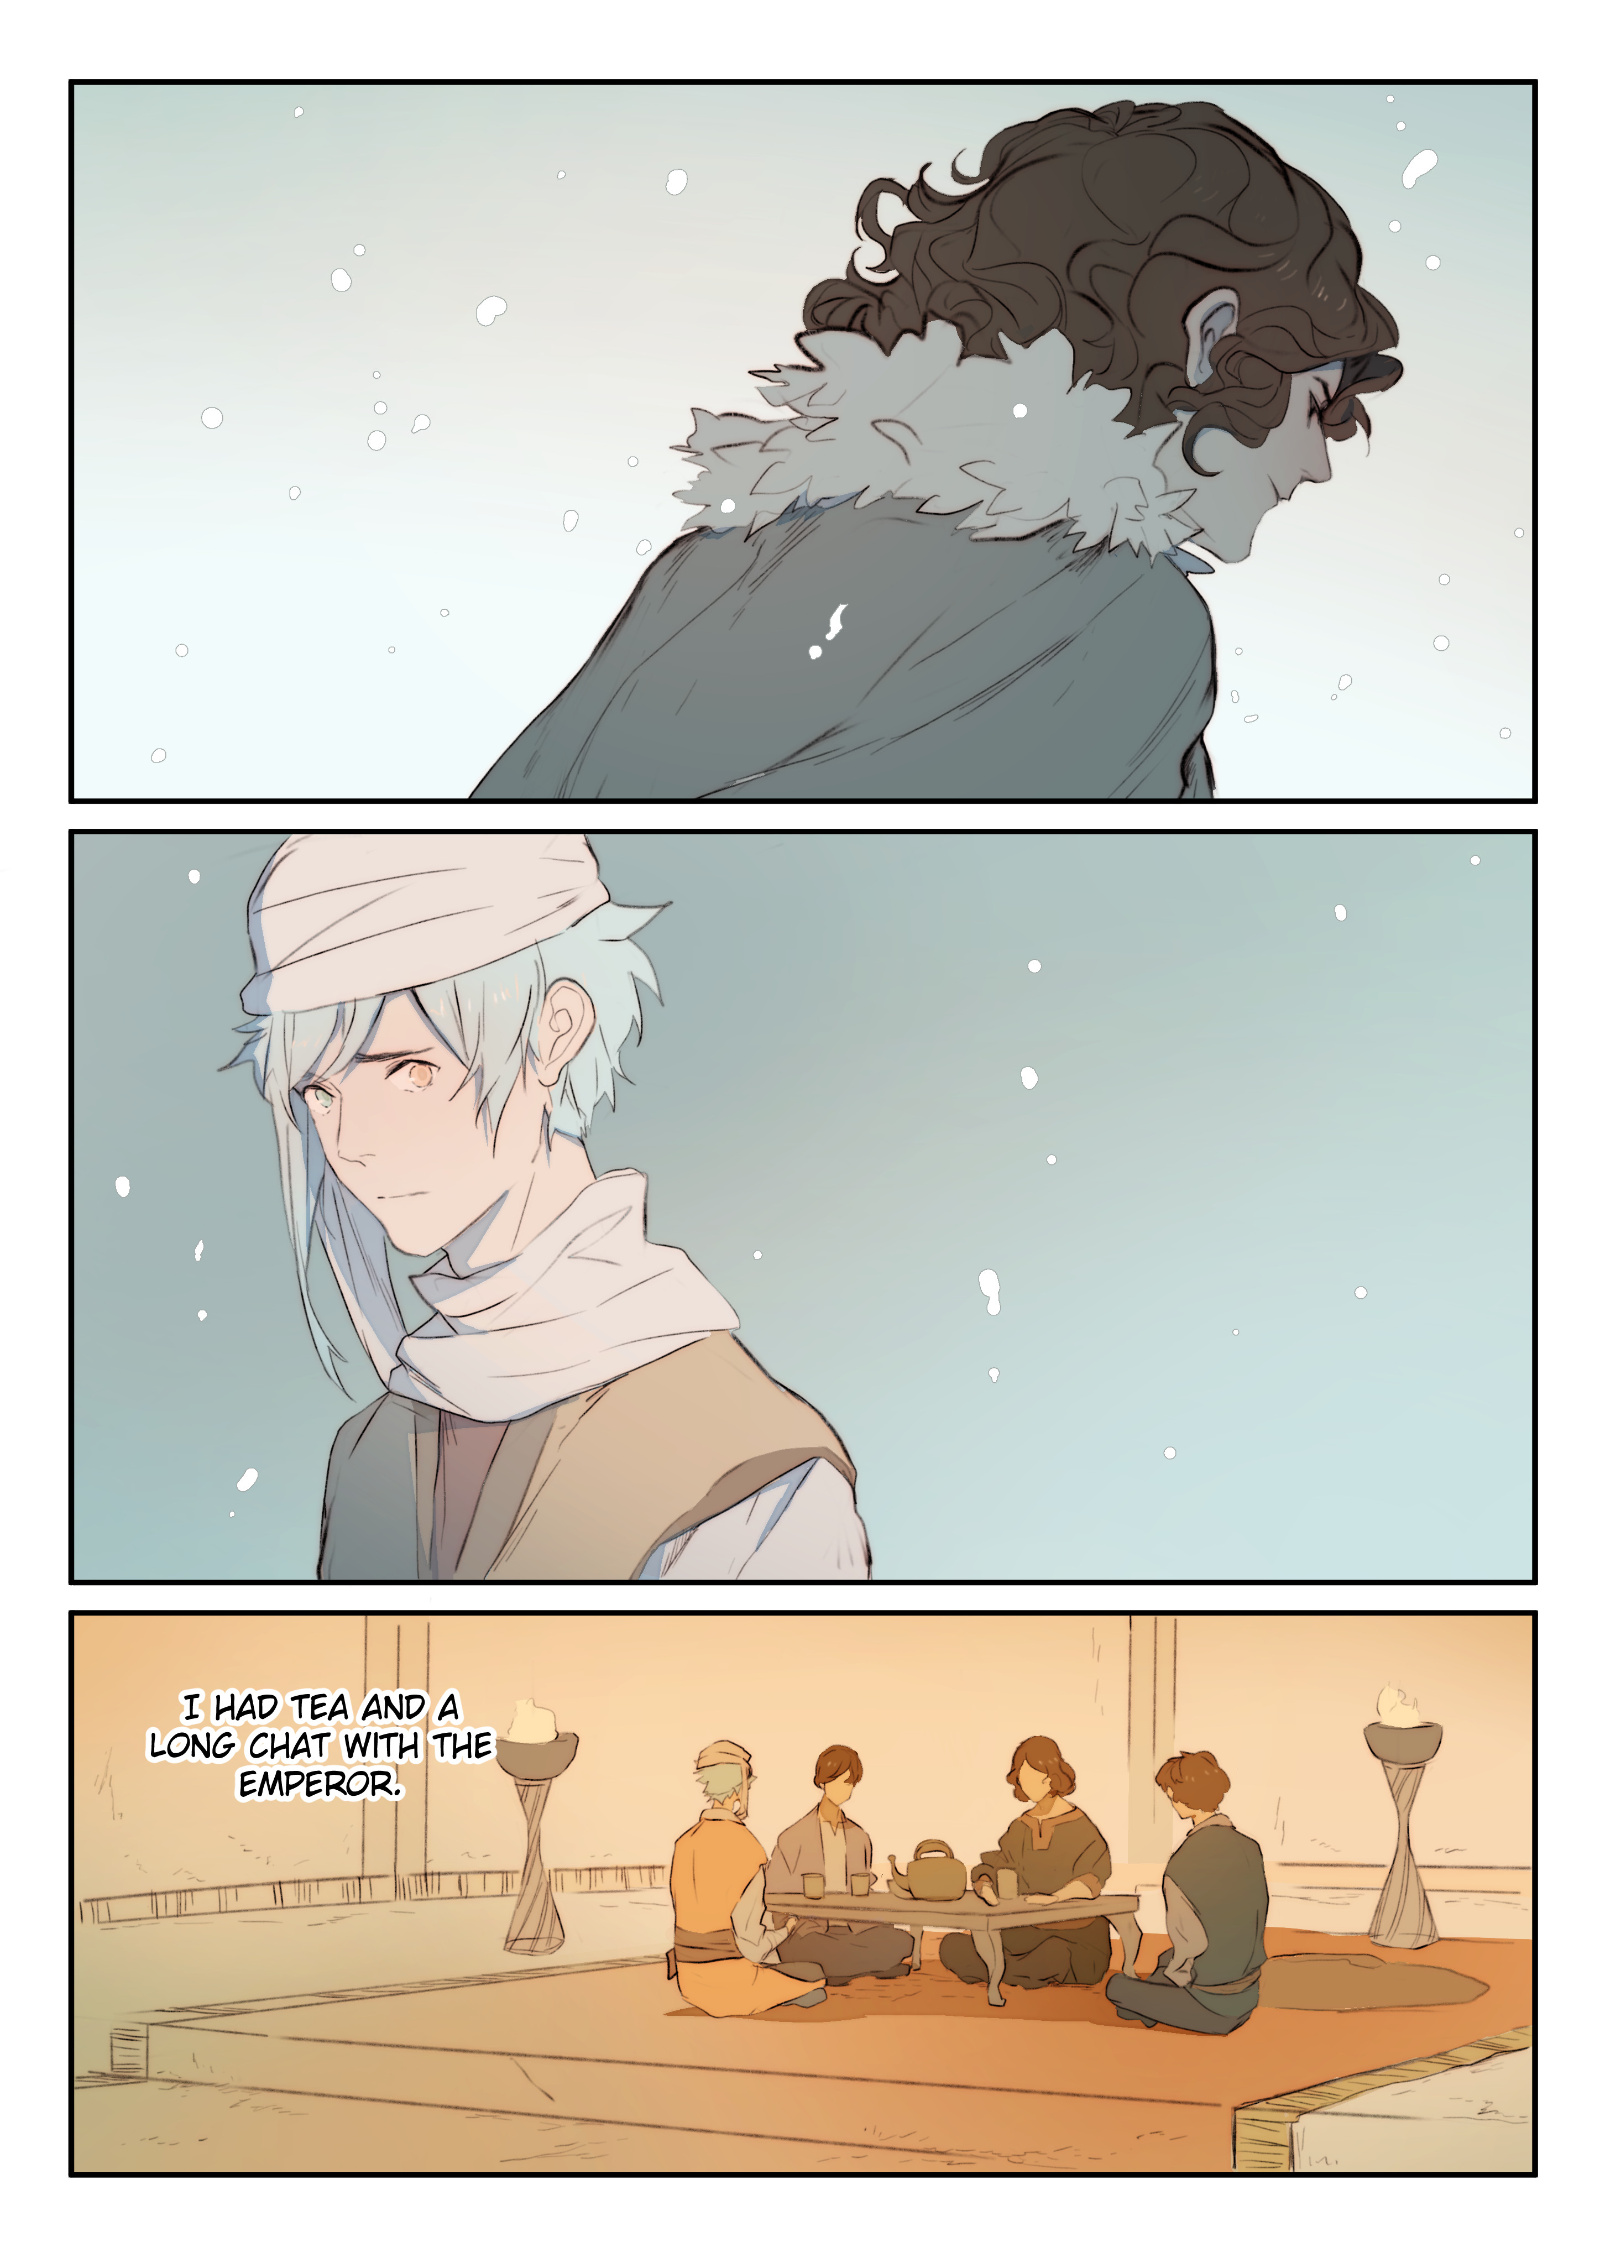 I HAD TEA AND A
LONG CHAT WITH THE
EMPEROR.